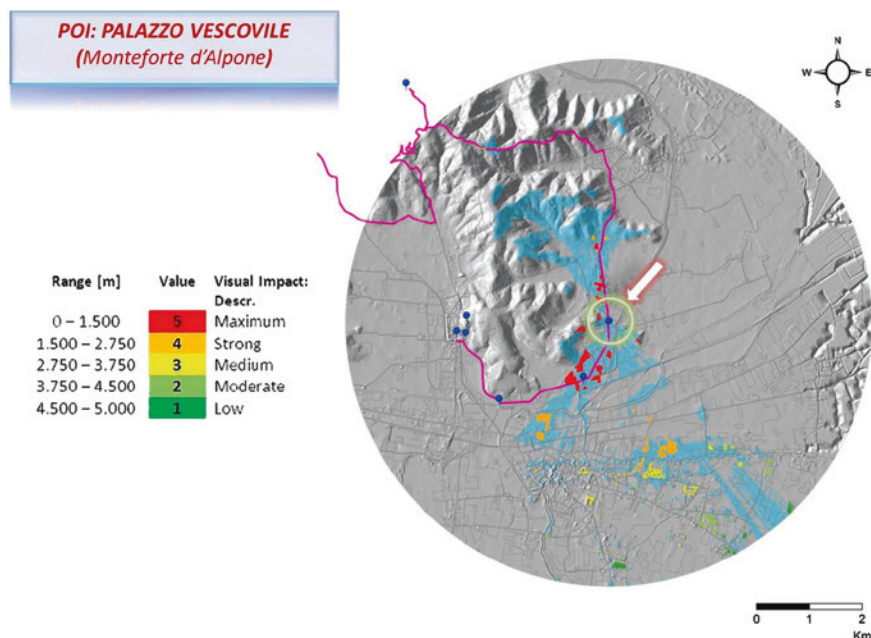 POI: PALAZZO VESCOVILE
(Monteforte d'Alpone)
N
W E
S
Range [m] Value Visual Impact:
Descr.
0 – 1.500 5 Maximum
1.500 – 2.750 4 Strong
2.750 – 3.750 3 Medium
3.750 – 4.500 2 Moderate
4.500 – 5.000 1 Low
0 1 2
Km